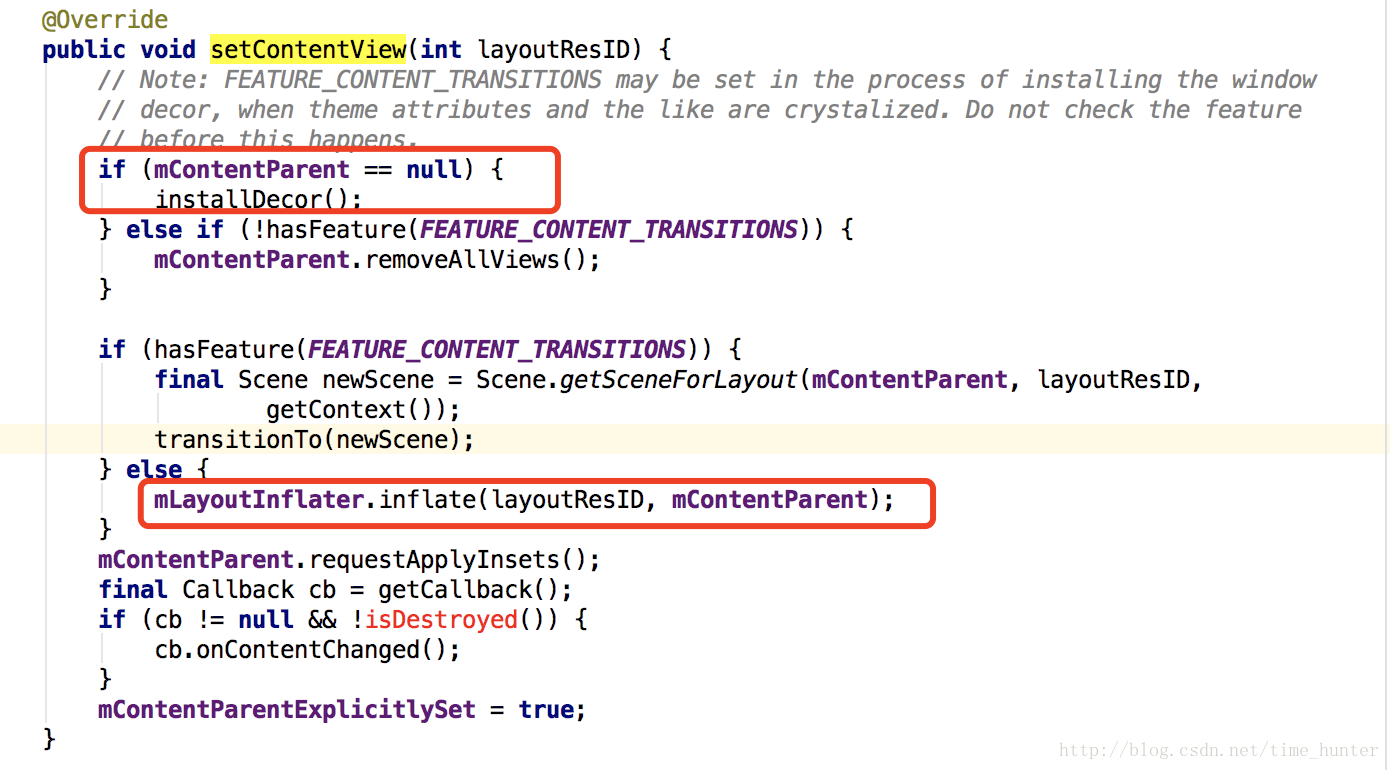 @Override
public void setContentView(int layoutResID) {
    // Note: FEATURE_CONTENT_TRANSITIONS may be set in the process of installing the window
    // decor, when theme attributes and the like are crystalized. Do not check the feature
    // before this happens.
    if (mContentParent == null) {
        installDecor();
    } else if (!hasFeature(FEATURE_CONTENT_TRANSITIONS)) {
        mContentParent.removeAllViews();
    }

    if (hasFeature(FEATURE_CONTENT_TRANSITIONS)) {
        final Scene newScene = Scene.getSceneForLayout(mContentParent, layoutResID,
                getContext());
        transitionTo(newScene);
    } else {
        mLayoutInflater.inflate(layoutResID, mContentParent);
    }
    mContentParent.requestApplyInsets();
    final Callback cb = getCallback();
    if (cb != null && !isDestroyed()) {
        cb.onContentChanged();
    }
    mContentParentExplicitlySet = true;
}
http://blog.csdn.net/time_hunter